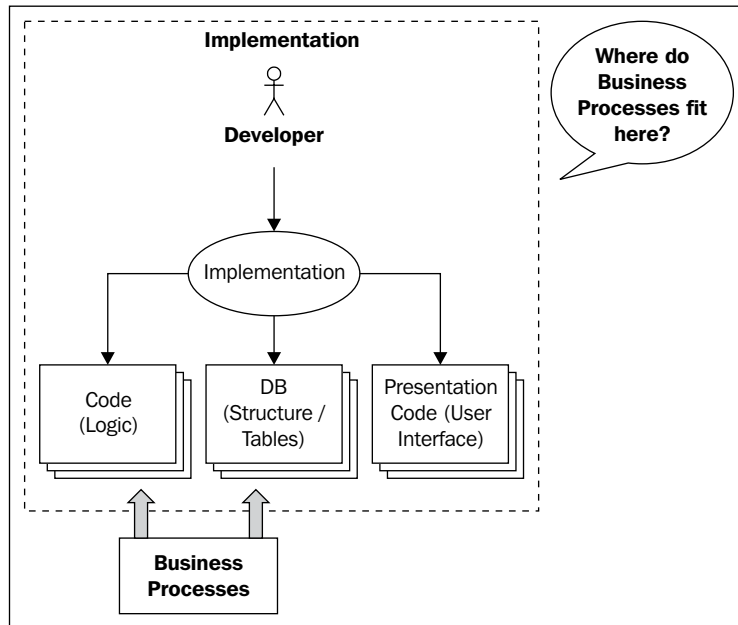 Implementation
Developer
Where do
Business
Processes fit
here?
Implementation
Code
(Logic)
DB
(Structure /
Tables)
Presentation
Code (User
Interface)
Business
Processes